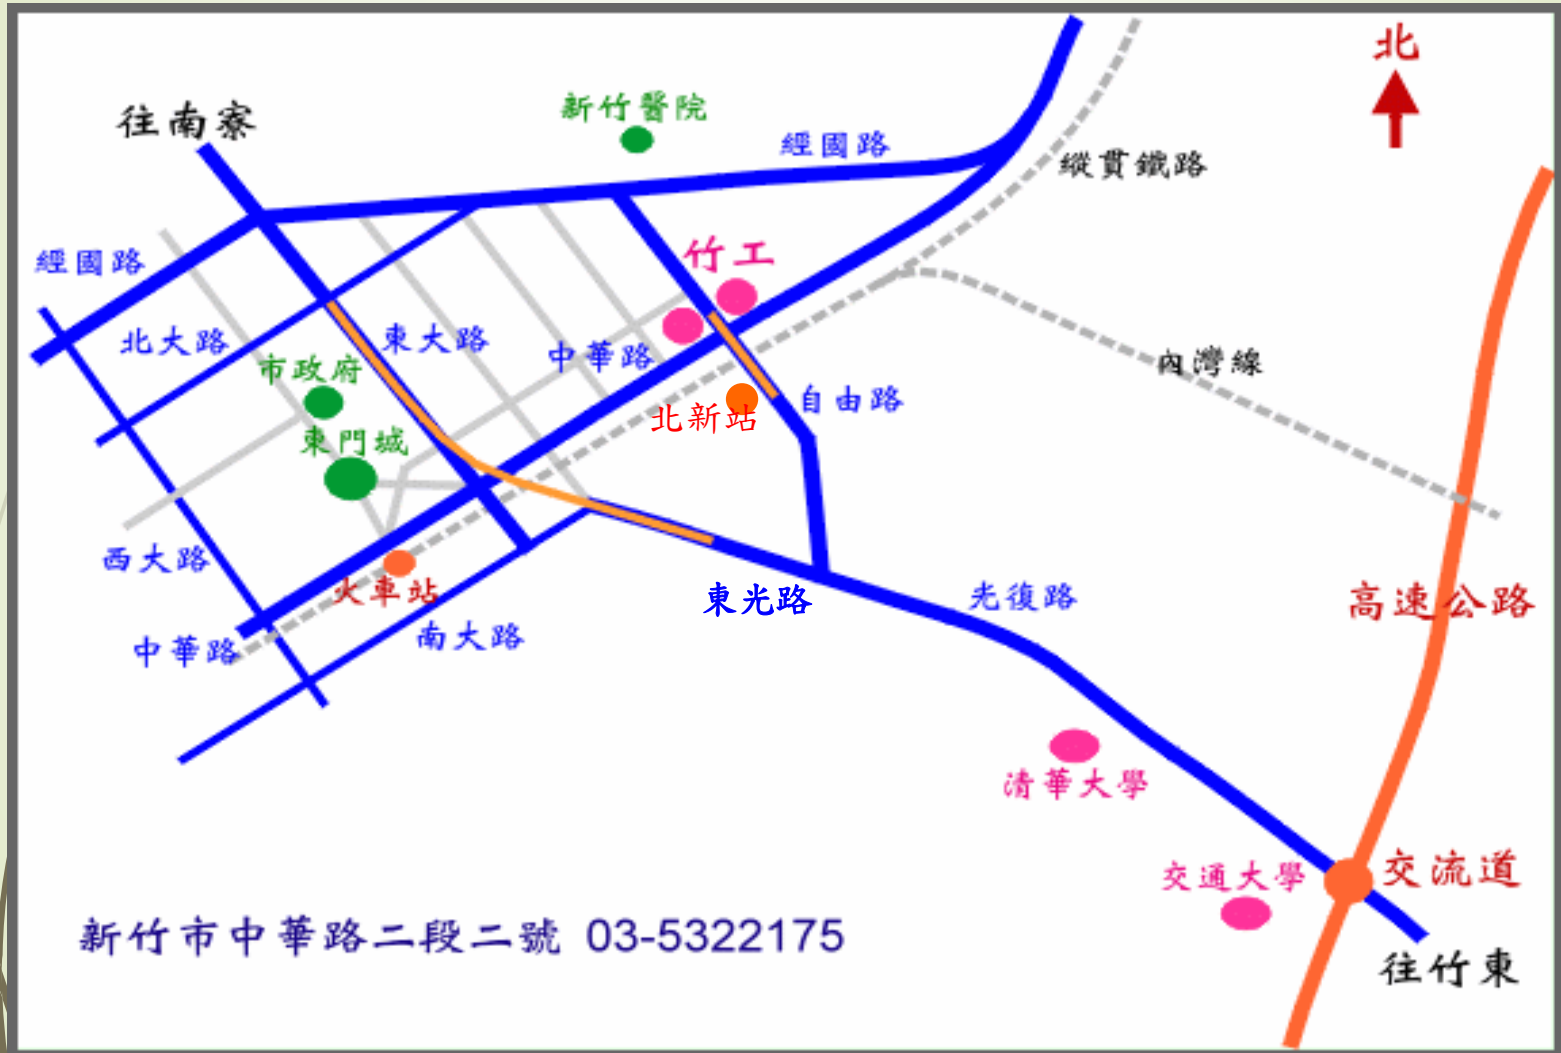 北
往南寮
新竹醫院
經國路
縱貫鐵路
經國路
竹工
北大路
東大路
中華路
內灣線
市政府
自由路
北新站
東門城
西大路
火車站
東光路
光復路
高速公路
中華路
南大路
清華大學
交通大學
交流道
新竹市中華路二段二號 03-5322175
往竹東